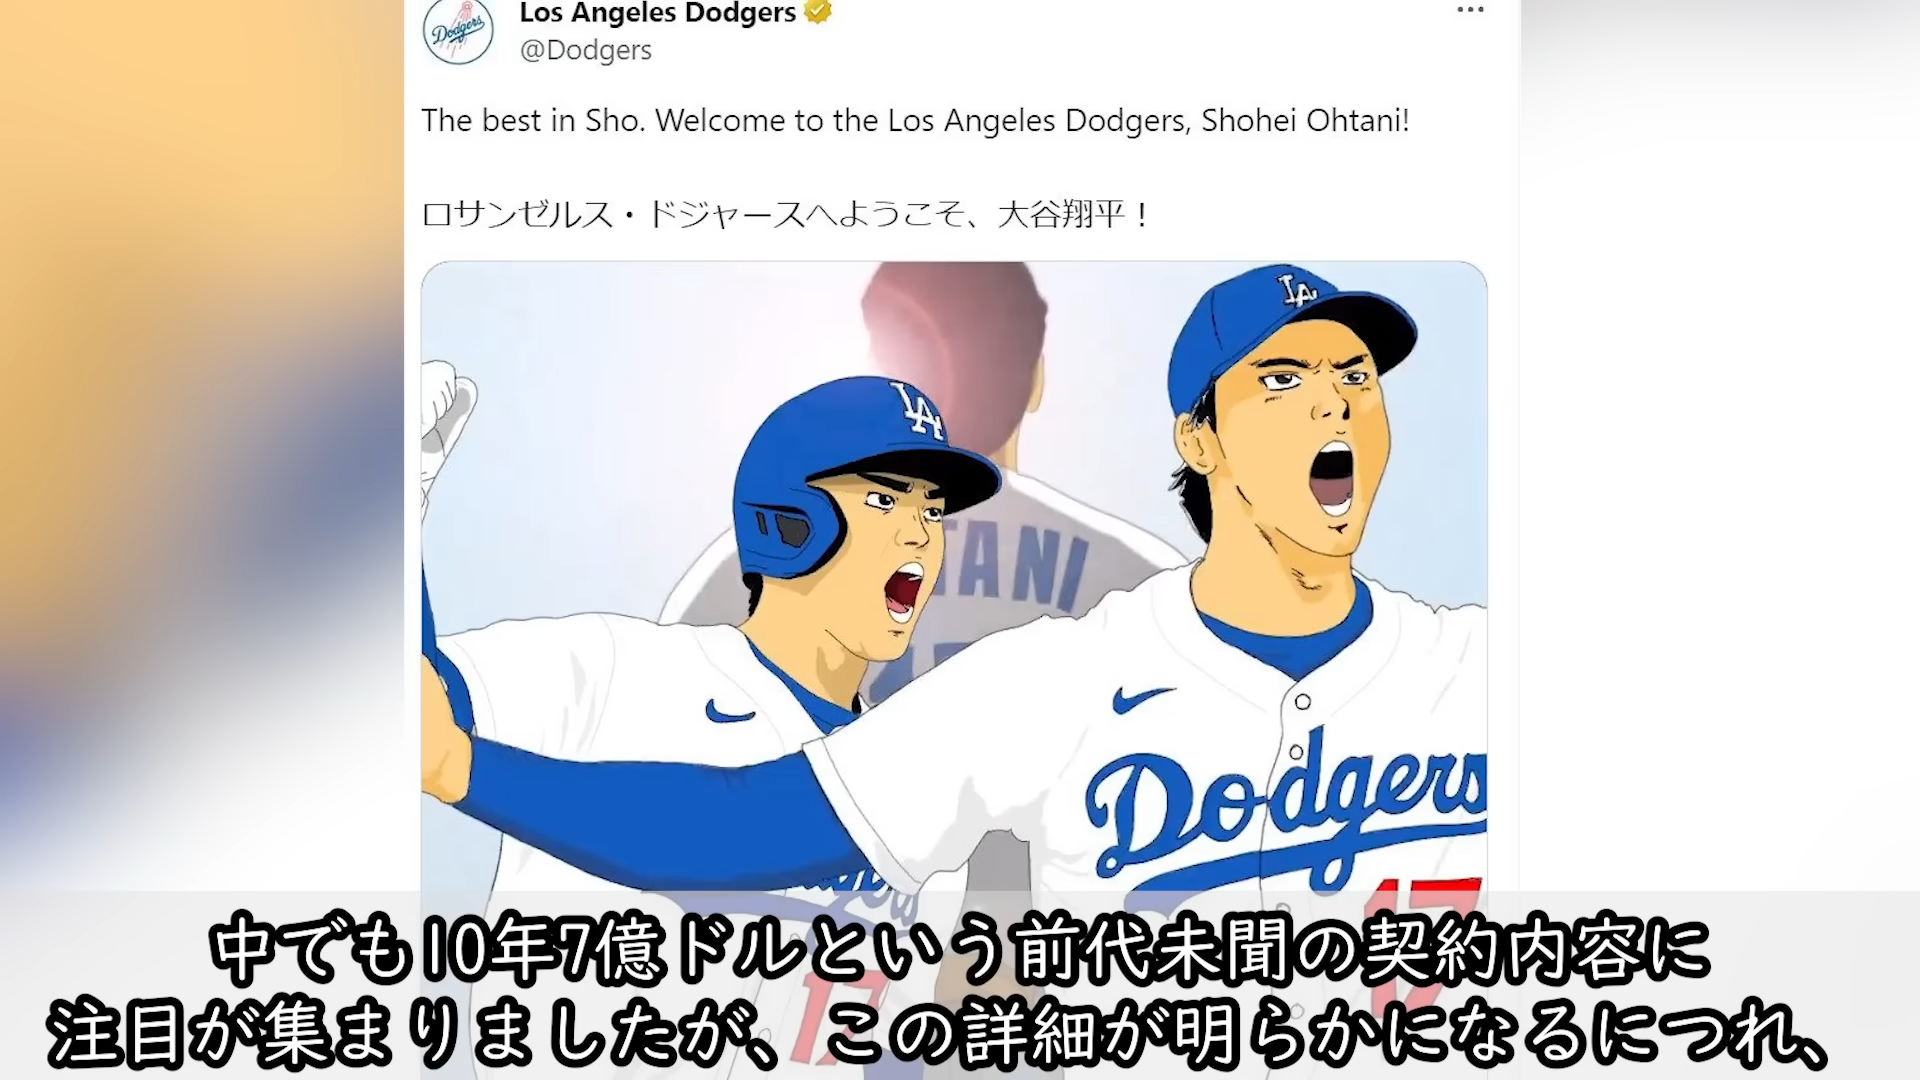 Los Angeles Dodgers
@Dodgers
Dodgers
The best in Sho. Welcome to the Los Angeles Dodgers, Shohei Ohtani!
ロサンゼルス・ドジャースへようこそ、大谷翔平！
LA
LA
TANI
Dodgers
17
17
中でも10年7億ドルという前代未聞の契約内容に
注目が集まりましたが、この詳細が明らかになるにつれ、